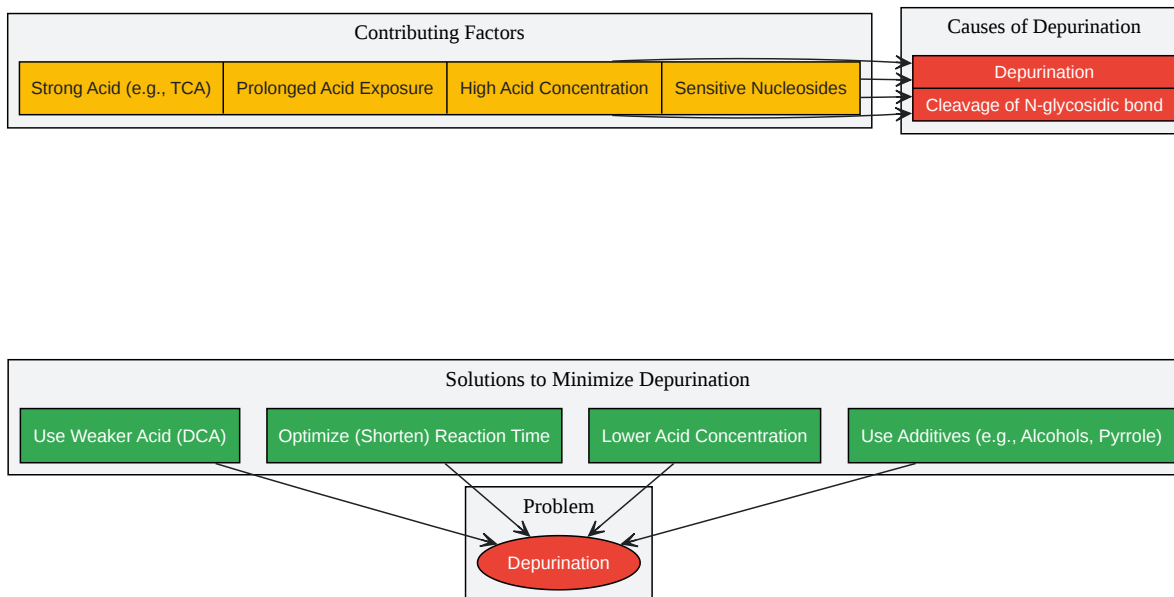 Contributing Factors
Causes of Depurination
Strong Acid (e.g., TCA)
Prolonged Acid Exposure
High Acid Concentration
Sensitive Nucleosides
Depurination
Cleavage of N-glycosidic bond
Solutions to Minimize Depurination
Use Weaker Acid (DCA)
Optimize (Shorten) Reaction Time
Lower Acid Concentration
Use Additives (e.g., Alcohols, Pyrrole)
Problem
Depurination